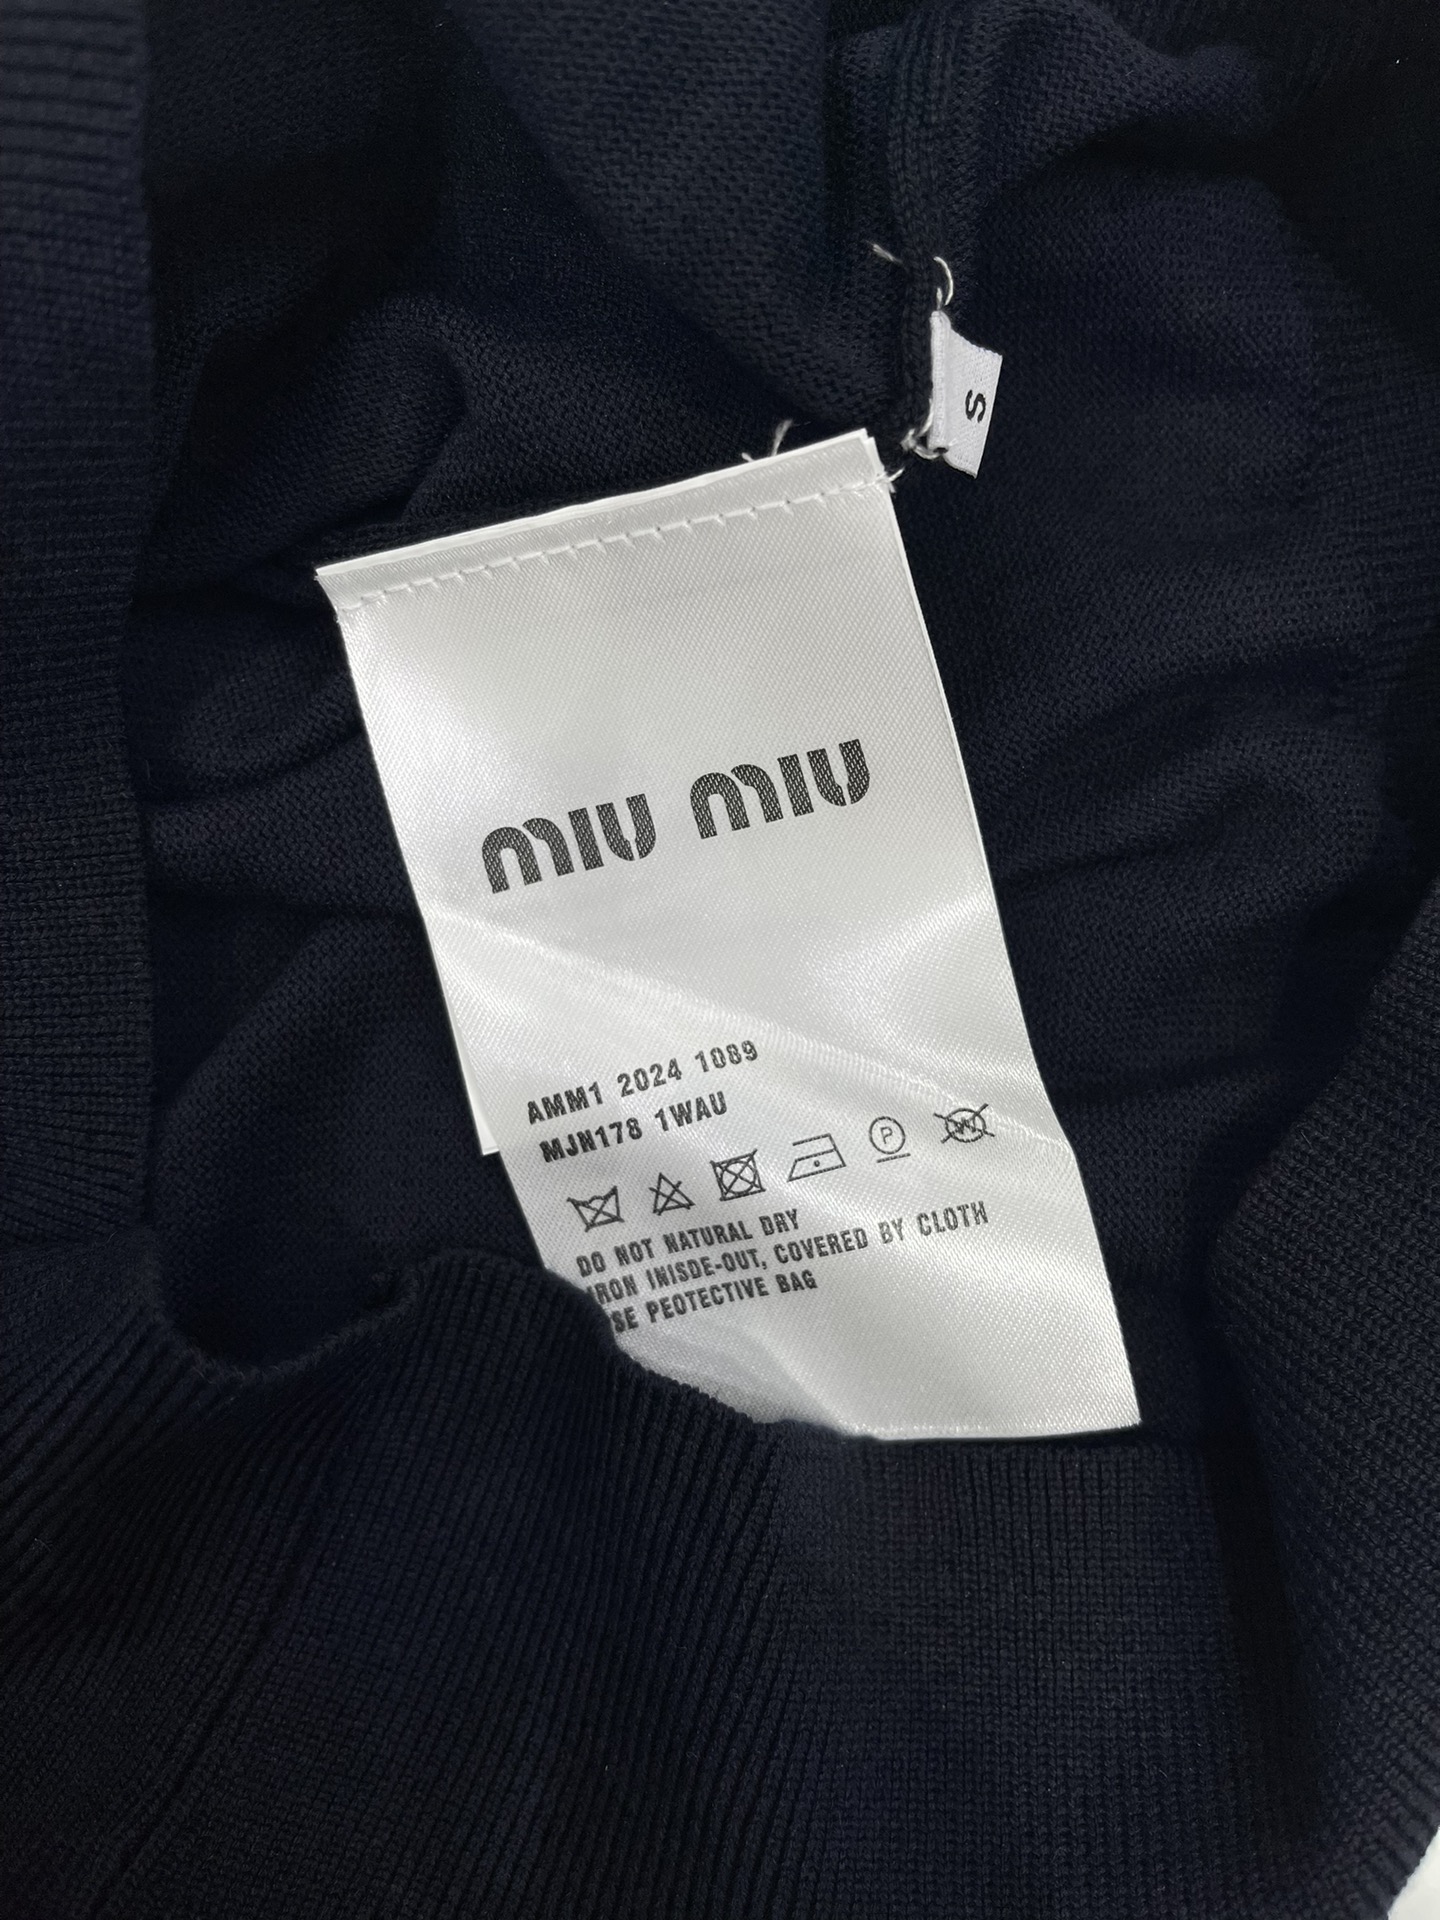 S
miu miu
AMM1 2024 1089
MJN178 1WAU
P
W
DO NOT NATURAL DRY
IRON INISDE-OUT, COVERED BY CLOTH
SE PEOTECTIVE BAG